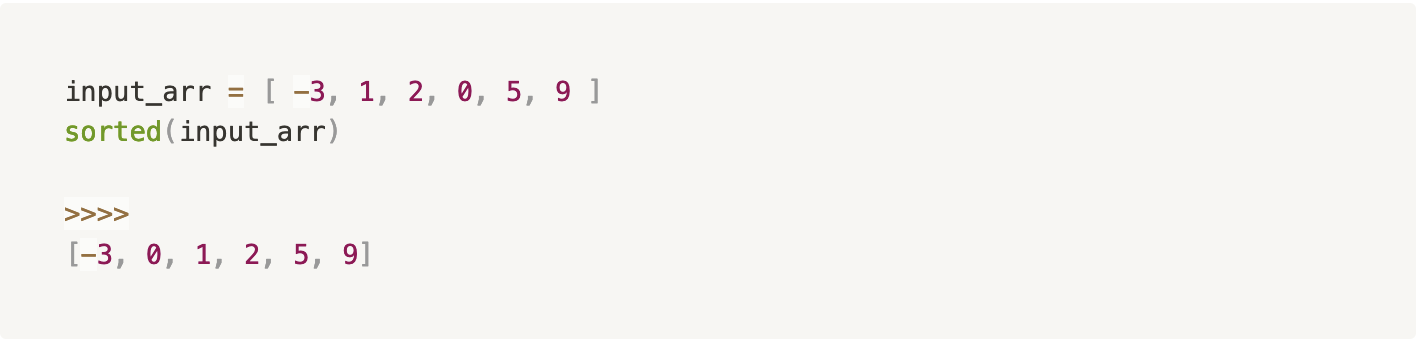 input_arr = [ -3, 1, 2, 0, 5, 9 ]
sorted(input_arr)
>>>>
[-3, 0, 1, 2, 5, 9]